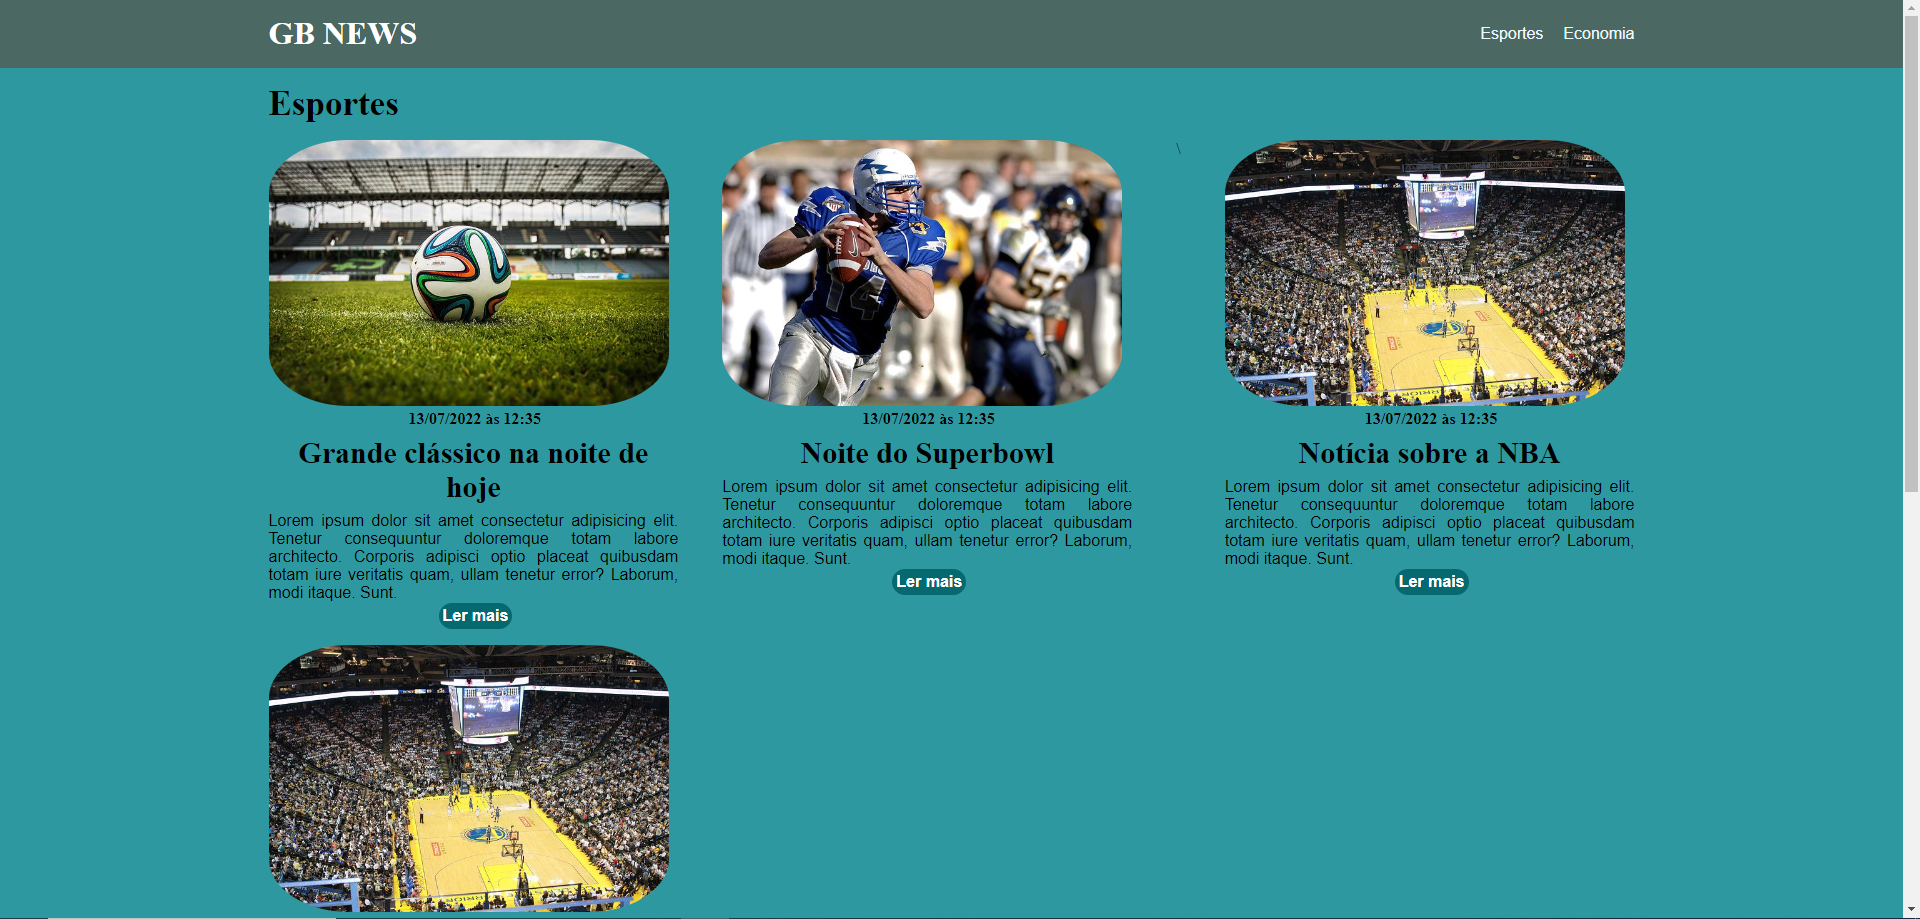 GB NEWS
Esportes Economia
Esportes
\
13/07/2022 às 12:35
Grande clássico na noite de
hoje
Lorem ipsum dolor sit amet consectetur adipisicing elit.
Tenetur consequuntur doloremque totam labore
architecto. Corporis adipisci optio placeat quibusdam
totam iure veritatis quam, ullam tenetur error? Laborum,
modi itaque. Sunt.
Ler mais
13/07/2022 às 12:35
Noite do Superbowl
Lorem ipsum dolor sit amet consectetur adipisicing elit.
Tenetur consequuntur doloremque totam labore
architecto. Corporis adipisci optio placeat quibusdam
totam iure veritatis quam, ullam tenetur error? Laborum,
modi itaque. Sunt.
Ler mais
13/07/2022 às 12:35
Notícia sobre a NBA
Lorem ipsum dolor sit amet consectetur adipisicing elit.
Tenetur consequuntur doloremque totam labore
architecto. Corporis adipisci optio placeat quibusdam
totam iure veritatis quam, ullam tenetur error? Laborum,
modi itaque. Sunt.
Ler mais